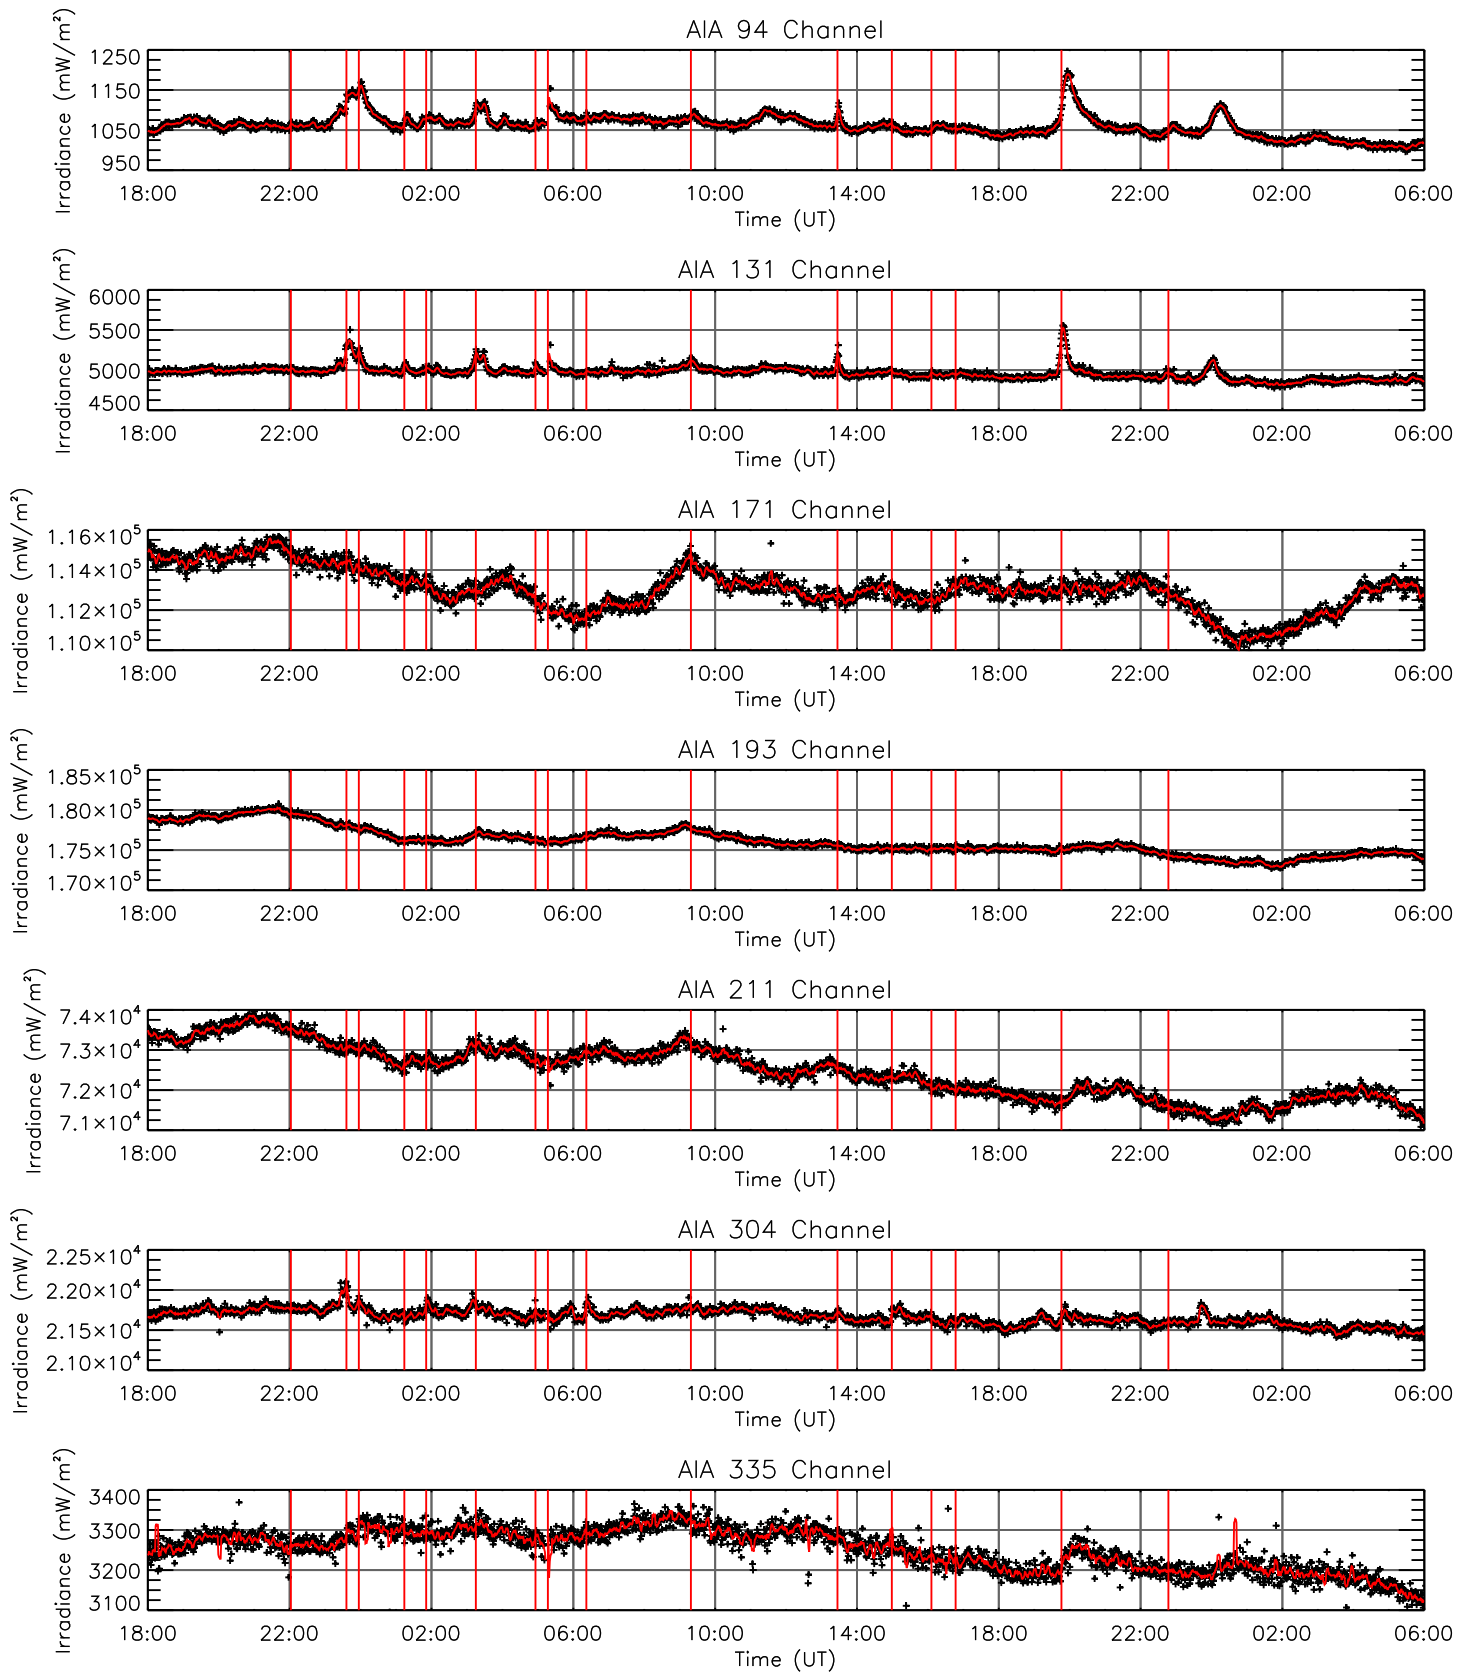 AIA 94 Channel
Irradiance (mW/m²)
1250
1150
1050
950
18:00 22:00 02:00 06:00 10:00 14:00 18:00 22:00 02:00 06:00
Time (UT)
AIA 131 Channel
Irradiance (mW/m²)
6000
5500
5000
4500
18:00 22:00 02:00 06:00 10:00 14:00 18:00 22:00 02:00 06:00
Time (UT)
AIA 171 Channel
Irradiance (mW/m²)
1.16×10⁵
1.14×10⁵
1.12×10⁵
1.10×10⁵
18:00 22:00 02:00 06:00 10:00 14:00 18:00 22:00 02:00 06:00
Time (UT)
AIA 193 Channel
Irradiance (mW/m²)
1.85×10⁵
1.80×10⁵
1.75×10⁵
1.70×10⁵
18:00 22:00 02:00 06:00 10:00 14:00 18:00 22:00 02:00 06:00
Time (UT)
AIA 211 Channel
Irradiance (mW/m²)
7.4×10⁴
7.3×10⁴
7.2×10⁴
7.1×10⁴
18:00 22:00 02:00 06:00 10:00 14:00 18:00 22:00 02:00 06:00
Time (UT)
AIA 304 Channel
Irradiance (mW/m²)
2.25×10⁴
2.20×10⁴
2.15×10⁴
2.10×10⁴
18:00 22:00 02:00 06:00 10:00 14:00 18:00 22:00 02:00 06:00
Time (UT)
AIA 335 Channel
Irradiance (mW/m²)
3400
3300
3200
3100
18:00 22:00 02:00 06:00 10:00 14:00 18:00 22:00 02:00 06:00
Time (UT)